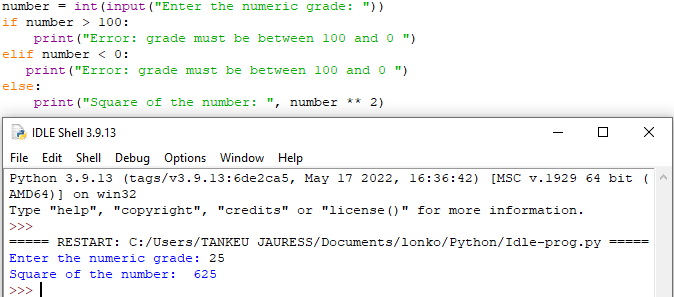 number = int(input("Enter the numeric grade: "))
if number > 100:
    print("Error: grade must be between 100 and 0 ")
elif number < 0:
   print("Error: grade must be between 100 and 0 ")
else:
    print("Square of the number: ", number ** 2)
IDLE Shell 3.9.13
File Edit Shell Debug Options Window Help
Python 3.9.13 (tags/v3.9.13:6de2ca5, May 17 2022, 16:36:42) [MSC v.1929 64 bit (
AMD64)] on win32
Type "help", "copyright", "credits" or "license()" for more information.
>>>
===== RESTART: C:/Users/TANKEU JAURESS/Documents/lonko/Python/Idle-prog.py =====
Enter the numeric grade: 25
Square of the number:  625
>>>